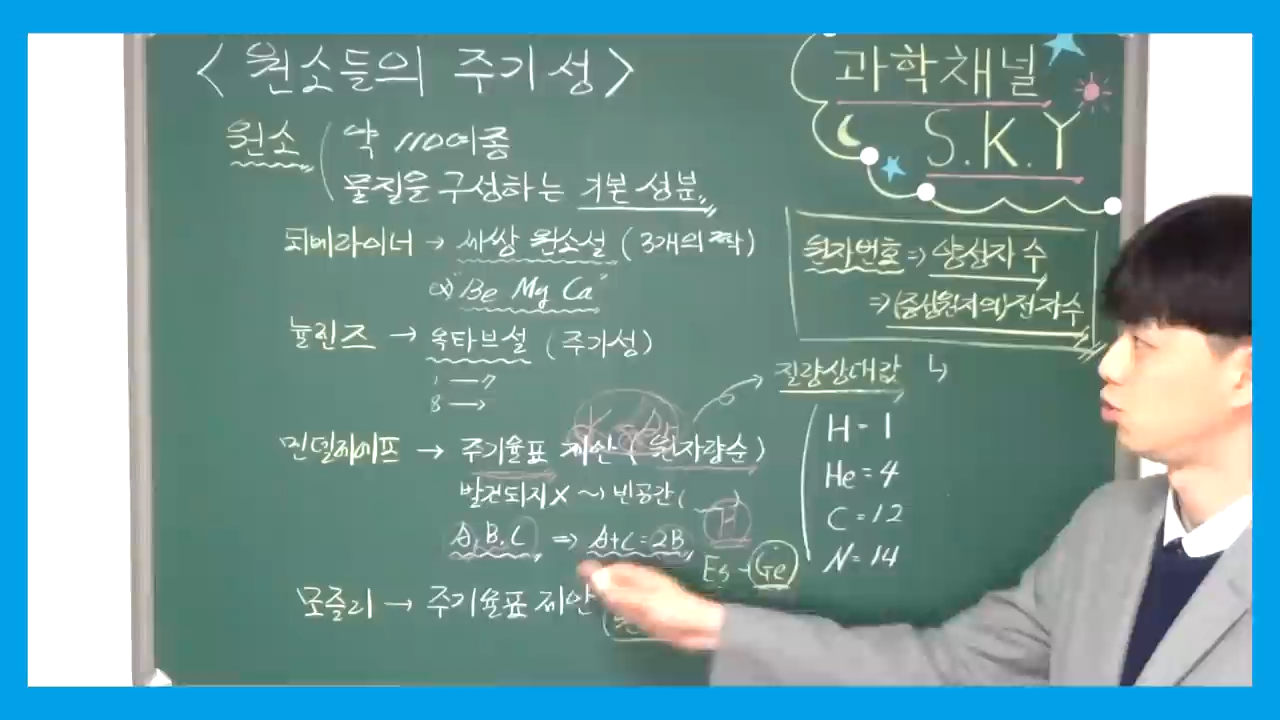 <원소들의 주기성>
원소 ( 약 110여종
물질을 구성하는 기본 성분.
되베라이너 → 세쌍 원소설 (3개의 짝)
ex) "Be Mg Ca"
뉼린즈 → 옥타브설 (주기성)
1 → 7
8 →
멘델레예프 → 주기율표 제안 (원자량순)
발견되지 X ~> 빈공간 ( )
A, B, C => A+C=2B
Es - Ge
모즐리 → 주기율표 제안
과학채널
S.K.Y
원자번호 => 양성자 수
=> (중성원자의) 전자수
질량상대값 ↳
H - 1
He = 4
C = 12
N = 14